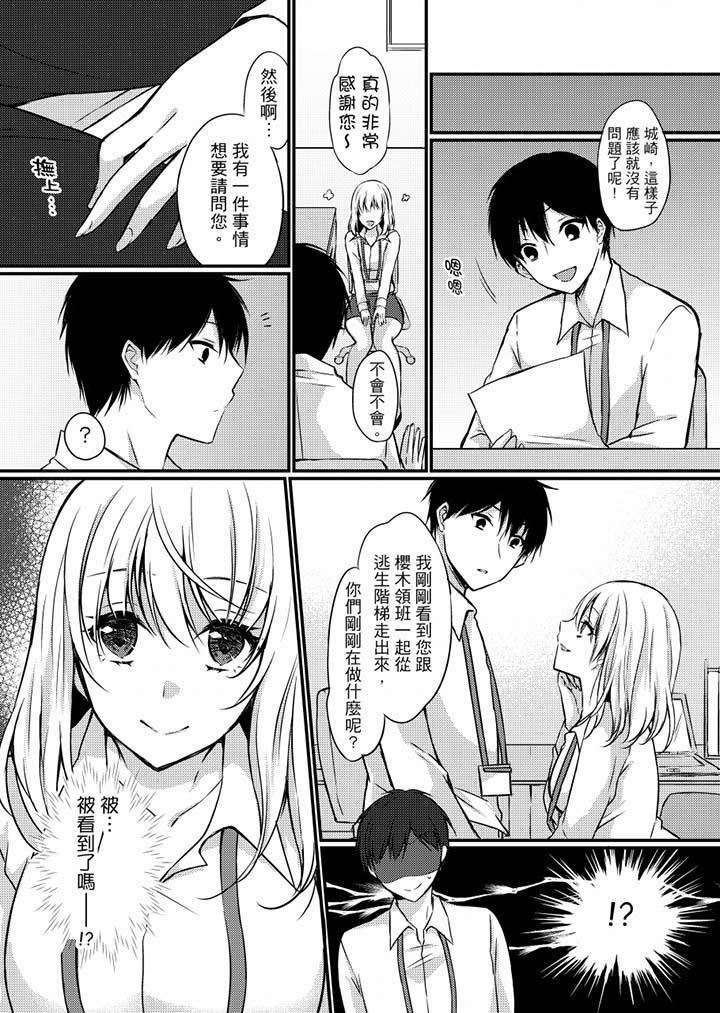 城崎，這樣子
應該就沒有
問題了呢！
嗯嗯
真的非常
感謝您～
不會不會。
然後啊…
我有一件事情
想要請問您。
撫上…
？
我剛剛看到您跟
櫻木領班一起從
逃生階梯走出來，
你們剛剛在做什麼呢？
!?
被…
被看到了嗎——!?